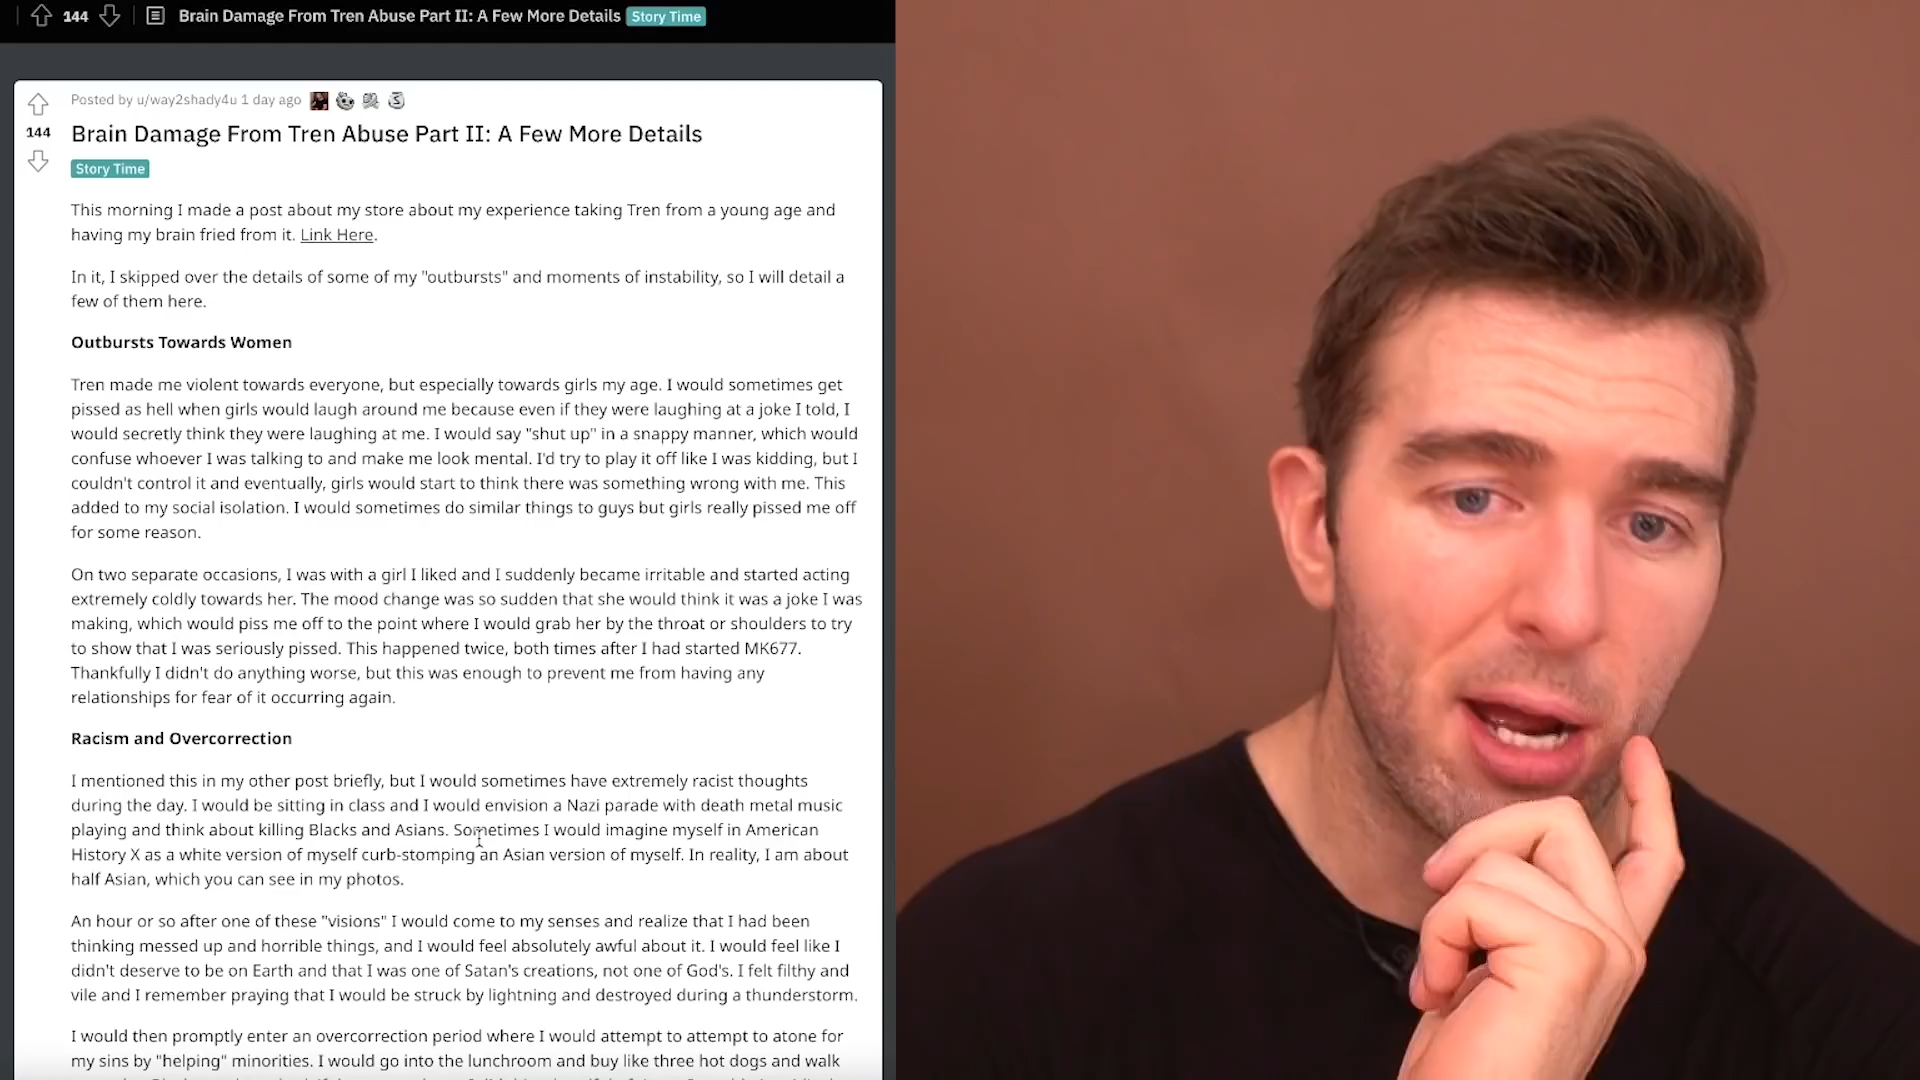 144 Brain Damage From Tren Abuse Part II: A Few More Details Story Time
Posted by u/way2shady4u 1 day ago
144
Brain Damage From Tren Abuse Part II: A Few More Details
Story Time
This morning I made a post about my store about my experience taking Tren from a young age and
having my brain fried from it. Link Here.
In it, I skipped over the details of some of my "outbursts" and moments of instability, so I will detail a
few of them here.
Outbursts Towards Women
Tren made me violent towards everyone, but especially towards girls my age. I would sometimes get
pissed as hell when girls would laugh around me because even if they were laughing at a joke I told, I
would secretly think they were laughing at me. I would say "shut up" in a snappy manner, which would
confuse whoever I was talking to and make me look mental. I'd try to play it off like I was kidding, but I
couldn't control it and eventually, girls would start to think there was something wrong with me. This
added to my social isolation. I would sometimes do similar things to guys but girls really pissed me off
for some reason.
On two separate occasions, I was with a girl I liked and I suddenly became irritable and started acting
extremely coldly towards her. The mood change was so sudden that she would think it was a joke I was
making, which would piss me off to the point where I would grab her by the throat or shoulders to try
to show that I was seriously pissed. This happened twice, both times after I had started MK677.
Thankfully I didn't do anything worse, but this was enough to prevent me from having any
relationships for fear of it occurring again.
Racism and Overcorrection
I mentioned this in my other post briefly, but I would sometimes have extremely racist thoughts
during the day. I would be sitting in class and I would envision a Nazi parade with death metal music
playing and think about killing Blacks and Asians. Sometimes I would imagine myself in American
History X as a white version of myself curb-stomping an Asian version of myself. In reality, I am about
half Asian, which you can see in my photos.
An hour or so after one of these "visions" I would come to my senses and realize that I had been
thinking messed up and horrible things, and I would feel absolutely awful about it. I would feel like I
didn't deserve to be on Earth and that I was one of Satan's creations, not one of God's. I felt filthy and
vile and I remember praying that I would be struck by lightning and destroyed during a thunderstorm.
I would then promptly enter an overcorrection period where I would attempt to attempt to atone for
my sins by "helping" minorities. I would go into the lunchroom and buy like three hot dogs and walk